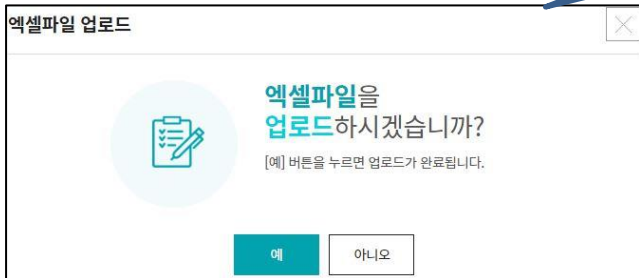 엑셀파일 업로드
엑셀파일을
업로드하시겠습니까?
[예] 버튼을 누르면 업로드가 완료됩니다.
예
아니오